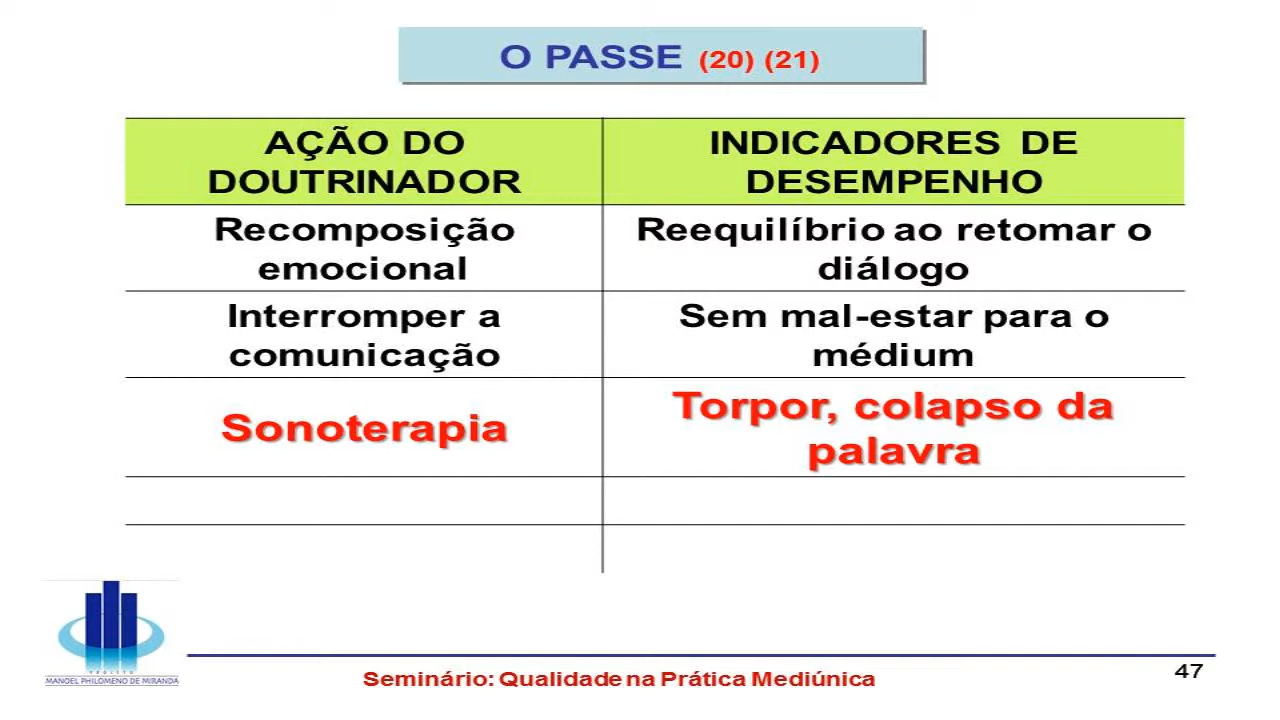 O PASSE (20) (21)
AÇÃO DO
DOUTRINADOR
INDICADORES DE
DESEMPENHO
Recomposição
emocional
Reequilíbrio ao retomar o
diálogo
Interromper a
comunicação
Sem mal-estar para o
médium
Sonoterapia
Torpor, colapso da
palavra
PROJETO
MANOEL PHILOMENO DE MIRANDA
Seminário: Qualidade na Prática Mediúnica
47